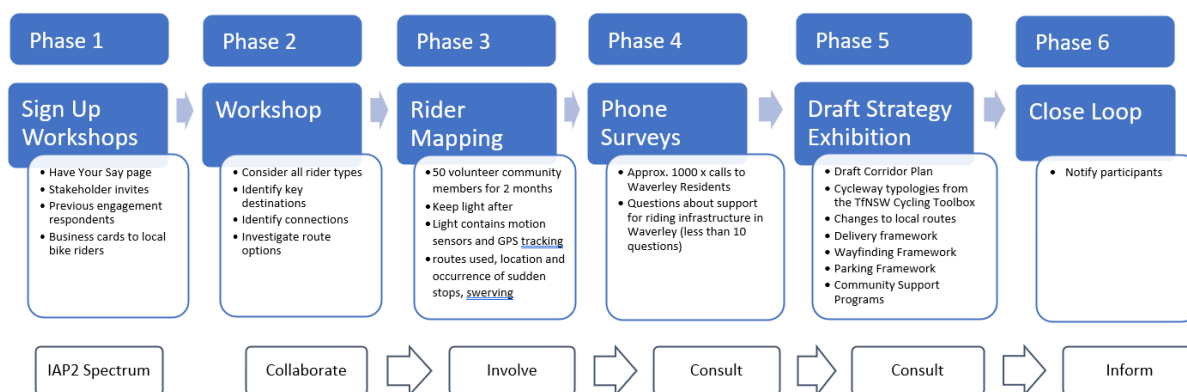 Phase 1
Phase 2
Phase 3
Phase 4
Phase 5
Phase 6
Sign Up
Workshops
• Have Your Say page
• Stakeholder invites
• Previous engagement
respondents
• Business cards to local
bike riders
Workshop
• Consider all rider types
• Identify key
destinations
• Identify connections
• Investigate route
options
Rider
Mapping
• 50 volunteer community
members for 2 months
• Keep light after
• Light contains motion
sensors and GPS tracking
• routes used, location and
occurrence of sudden
stops, swerving
Phone
Surveys
• Approx. 1000 x calls to
Waverley Residents
• Questions about support
for riding infrastructure in
Waverley (less than 10
questions)
Draft Strategy
Exhibition
• Draft Corridor Plan
• Cycleway typologies from
the TfNSW Cycling Toolbox
• Changes to local routes
• Delivery framework
• Wayfinding Framework
• Parking Framework
• Community Support
Programs
Close Loop
• Notify participants
IAP2 Spectrum
Collaborate
Involve
Consult
Consult
Inform